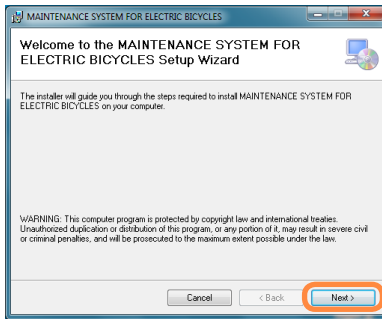 MAINTENANCE SYSTEM FOR ELECTRIC BICYCLES
Welcome to the MAINTENANCE SYSTEM FOR
ELECTRIC BICYCLES Setup Wizard
The installer will guide you through the steps required to install MAINTENANCE SYSTEM FOR
ELECTRIC BICYCLES on your computer.
WARNING: This computer program is protected by copyright law and international treaties.
Unauthorized duplication or distribution of this program, or any portion of it, may result in severe civil
or criminal penalties, and will be prosecuted to the maximum extent possible under the law.
Cancel < Back Next >